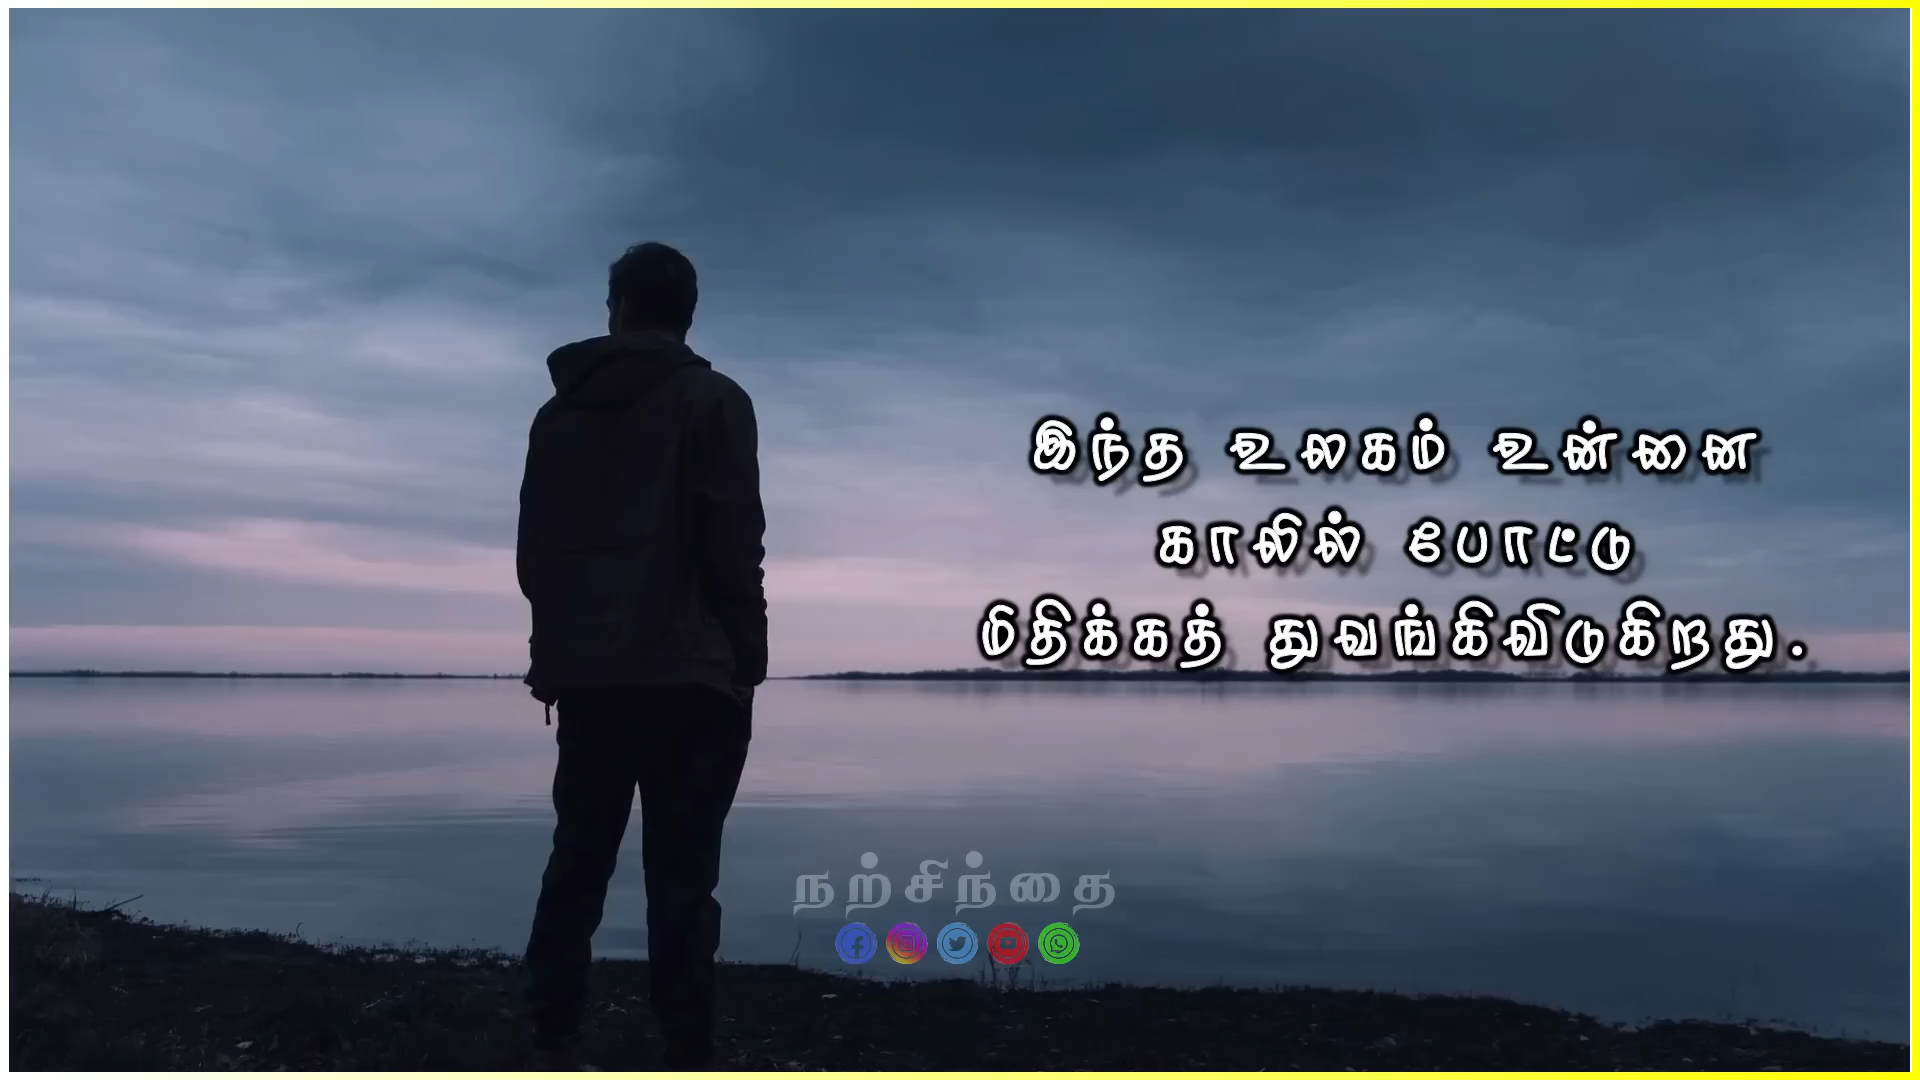 இந்த உலகம் உன்னை
காலில் போட்டு
மிதிக்கத் துவங்கிவிடுகிறது.
நற்சிந்தை